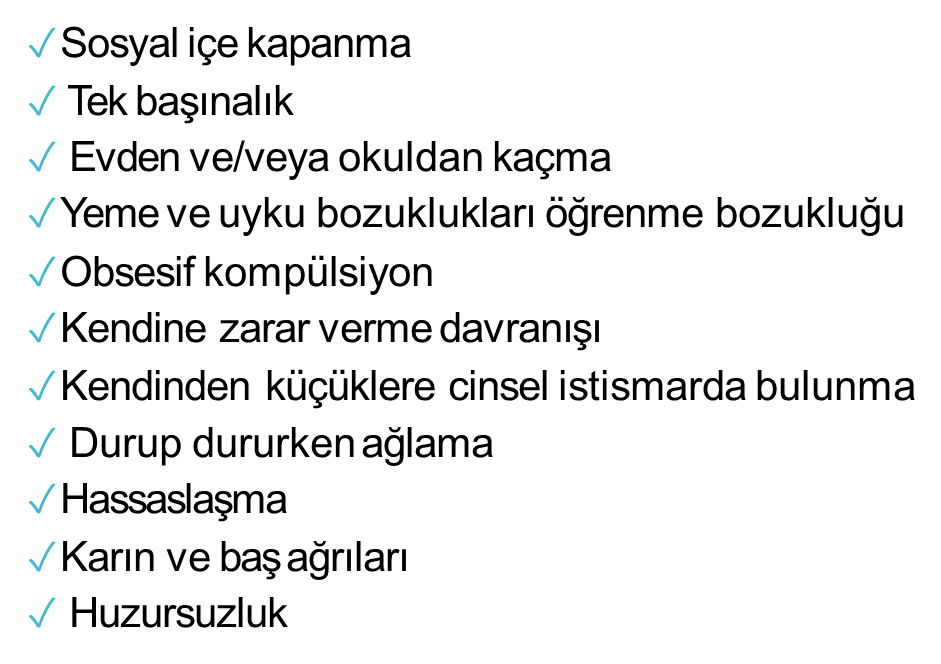 ✓Sosyal içe kapanma
✓ Tek başınalık
✓ Evden ve/veya okuldan kaçma
✓Yeme ve uyku bozuklukları öğrenme bozukluğu
✓Obsesif kompülsiyon
✓Kendine zarar verme davranışı
✓Kendinden küçüklere cinsel istismarda bulunma
✓ Durup dururken ağlama
✓Hassaslaşma
✓Karın ve baş ağrıları
✓ Huzursuzluk